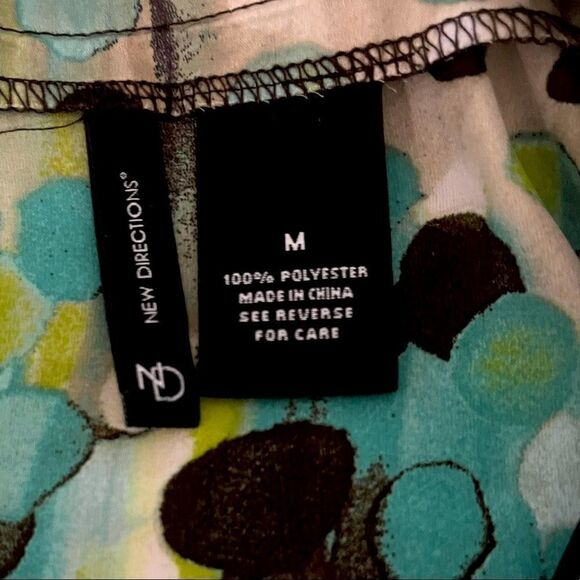 NEW DIRECTIONS®
ND
M
100% POLYESTER
MADE IN CHINA
SEE REVERSE
FOR CARE